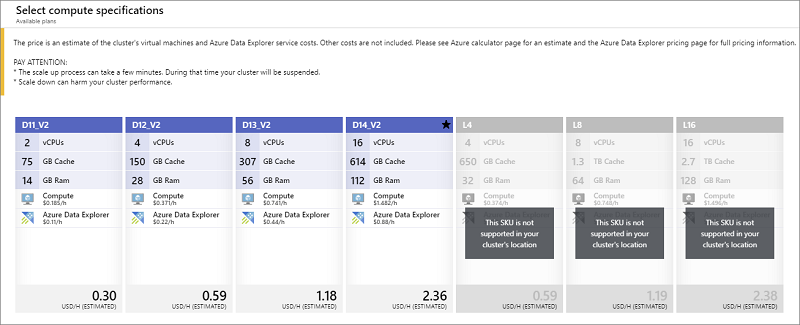 Select compute specifications
Available plans
The price is an estimate of the cluster's virtual machines and Azure Data Explorer service costs. Other costs are not included. Please see Azure calculator page for an estimate and the Azure Data Explorer pricing page for full pricing information.
PAY ATTENTION:
* The scale up process can take a few minutes. During that time your cluster will be suspended.
* Scale down can harm your cluster performance.
D11_V2
2 vCPUs
75 GB Cache
14 GB Ram
Compute
$0.185/h
Azure Data Explorer
$0.11/h
0.30
USD/H (ESTIMATED)
D12_V2
4 vCPUs
150 GB Cache
28 GB Ram
Compute
$0.371/h
Azure Data Explorer
$0.22/h
0.59
USD/H (ESTIMATED)
D13_V2
8 vCPUs
307 GB Cache
56 GB Ram
Compute
$0.741/h
Azure Data Explorer
$0.44/h
1.18
USD/H (ESTIMATED)
D14_V2
16 vCPUs
614 GB Cache
112 GB Ram
Compute
$1.482/h
Azure Data Explorer
$0.88/h
2.36
USD/H (ESTIMATED)
L4
4 vCPUs
650 GB Cache
32 GB Ram
Compute
$0.374/h
Azure Data Explorer
This SKU is not
supported in your
cluster's location
0.59
USD/H (ESTIMATED)
L8
8 vCPUs
1.3 TB Cache
64 GB Ram
Compute
$0.748/h
Azure Data Explorer
This SKU is not
supported in your
cluster's location
1.19
USD/H (ESTIMATED)
L16
16 vCPUs
2.7 TB Cache
128 GB Ram
Compute
$1.496/h
Azure Data Explorer
This SKU is not
supported in your
cluster's location
2.38
USD/H (ESTIMATED)